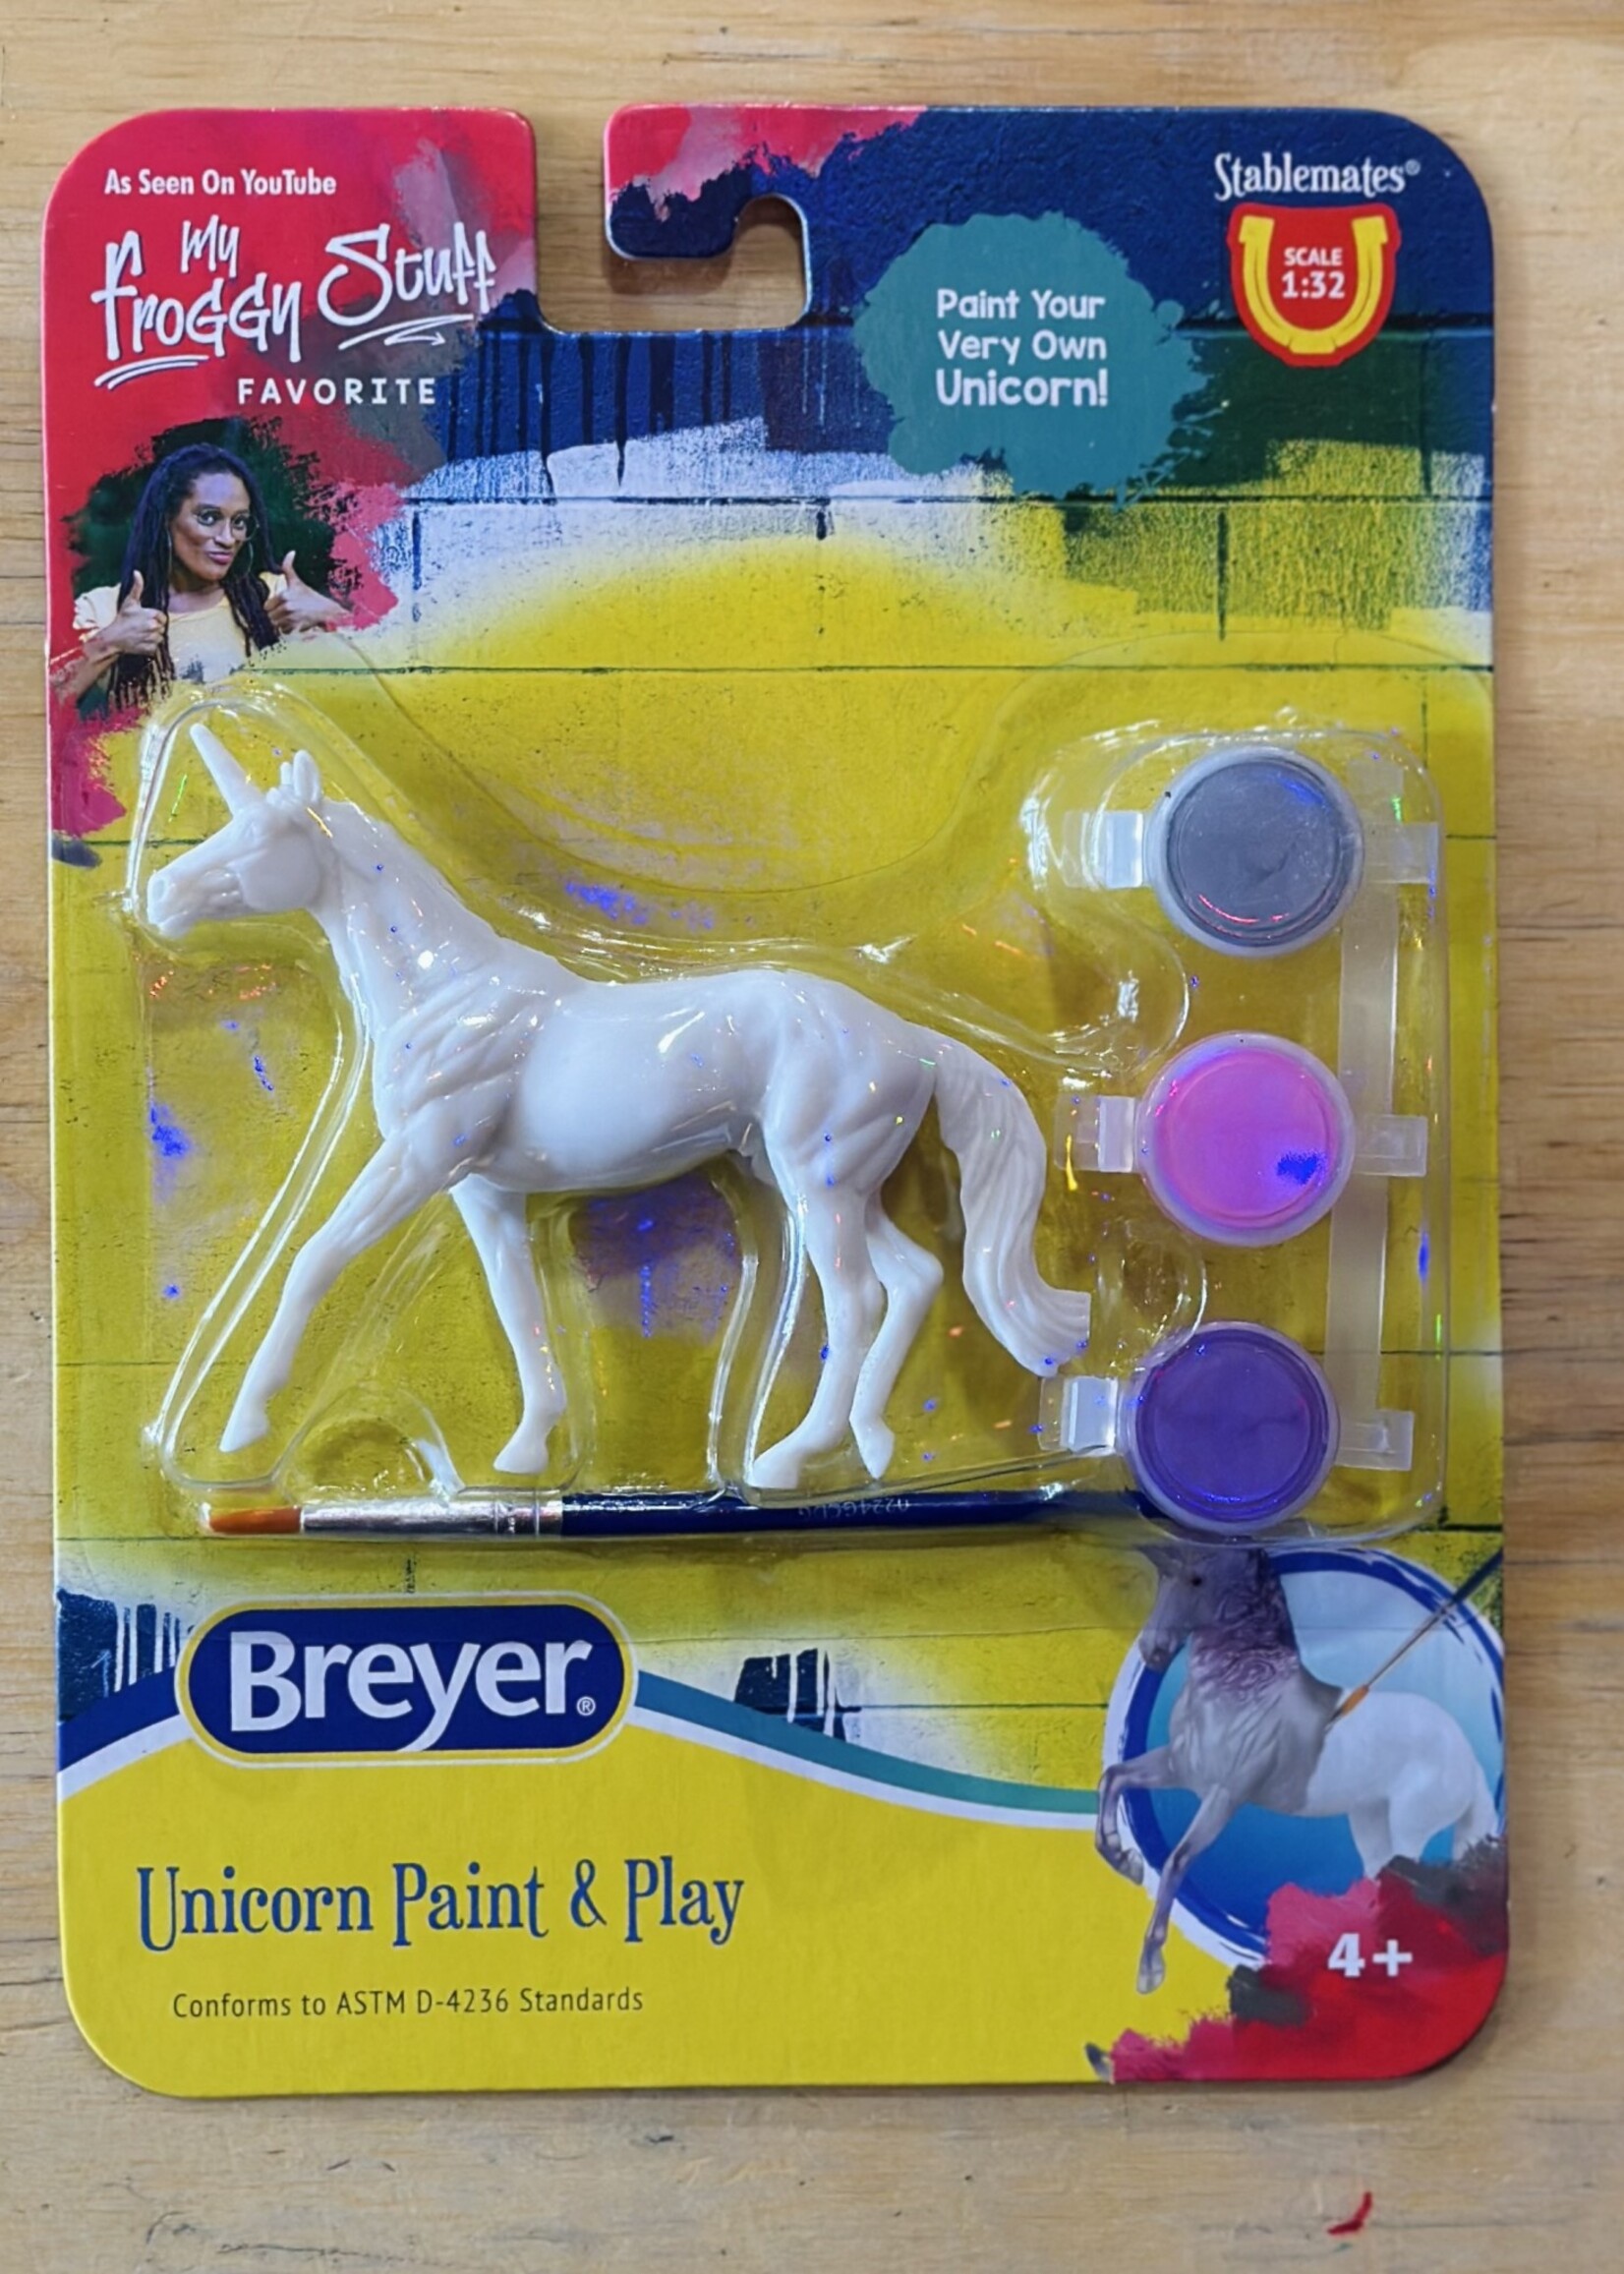 As Seen On YouTube
My
Froggy Stuff
FAVORITE
Stablemates®
SCALE
1:32
Paint Your
Very Own
Unicorn!
Breyer®
Unicorn Paint & Play
Conforms to ASTM D-4236 Standards
4+